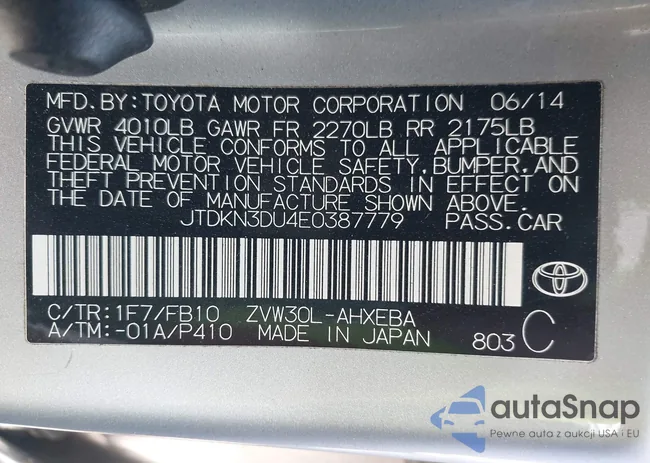 MFD.BY:TOYOTA MOTOR CORPORATION 06/14
GVWR 4010LB GAWR FR 2270LB RR 2175LB
THIS VEHICLE CONFORMS TO ALL APPLICABLE
FEDERAL MOTOR VEHICLE SAFETY,BUMPER,AND
THEFT PREVENTION STANDARDS IN EFFECT ON
THE DATE OF MANUFACTURE SHOWN ABOVE.
JTDKN3DU4E0387779 PASS.CAR
C/TR:1F7/FB10 ZVW30L-AHXEBA
A/TM:-01A/P410 MADE IN JAPAN 803 C
autaSnap
Pewne auta z aukcji USA i EU